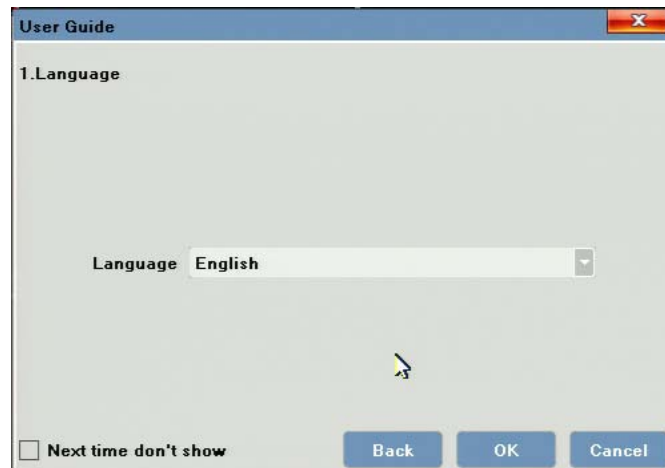 User Guide
1.Language
Language English
Next time don't show
Back OK Cancel